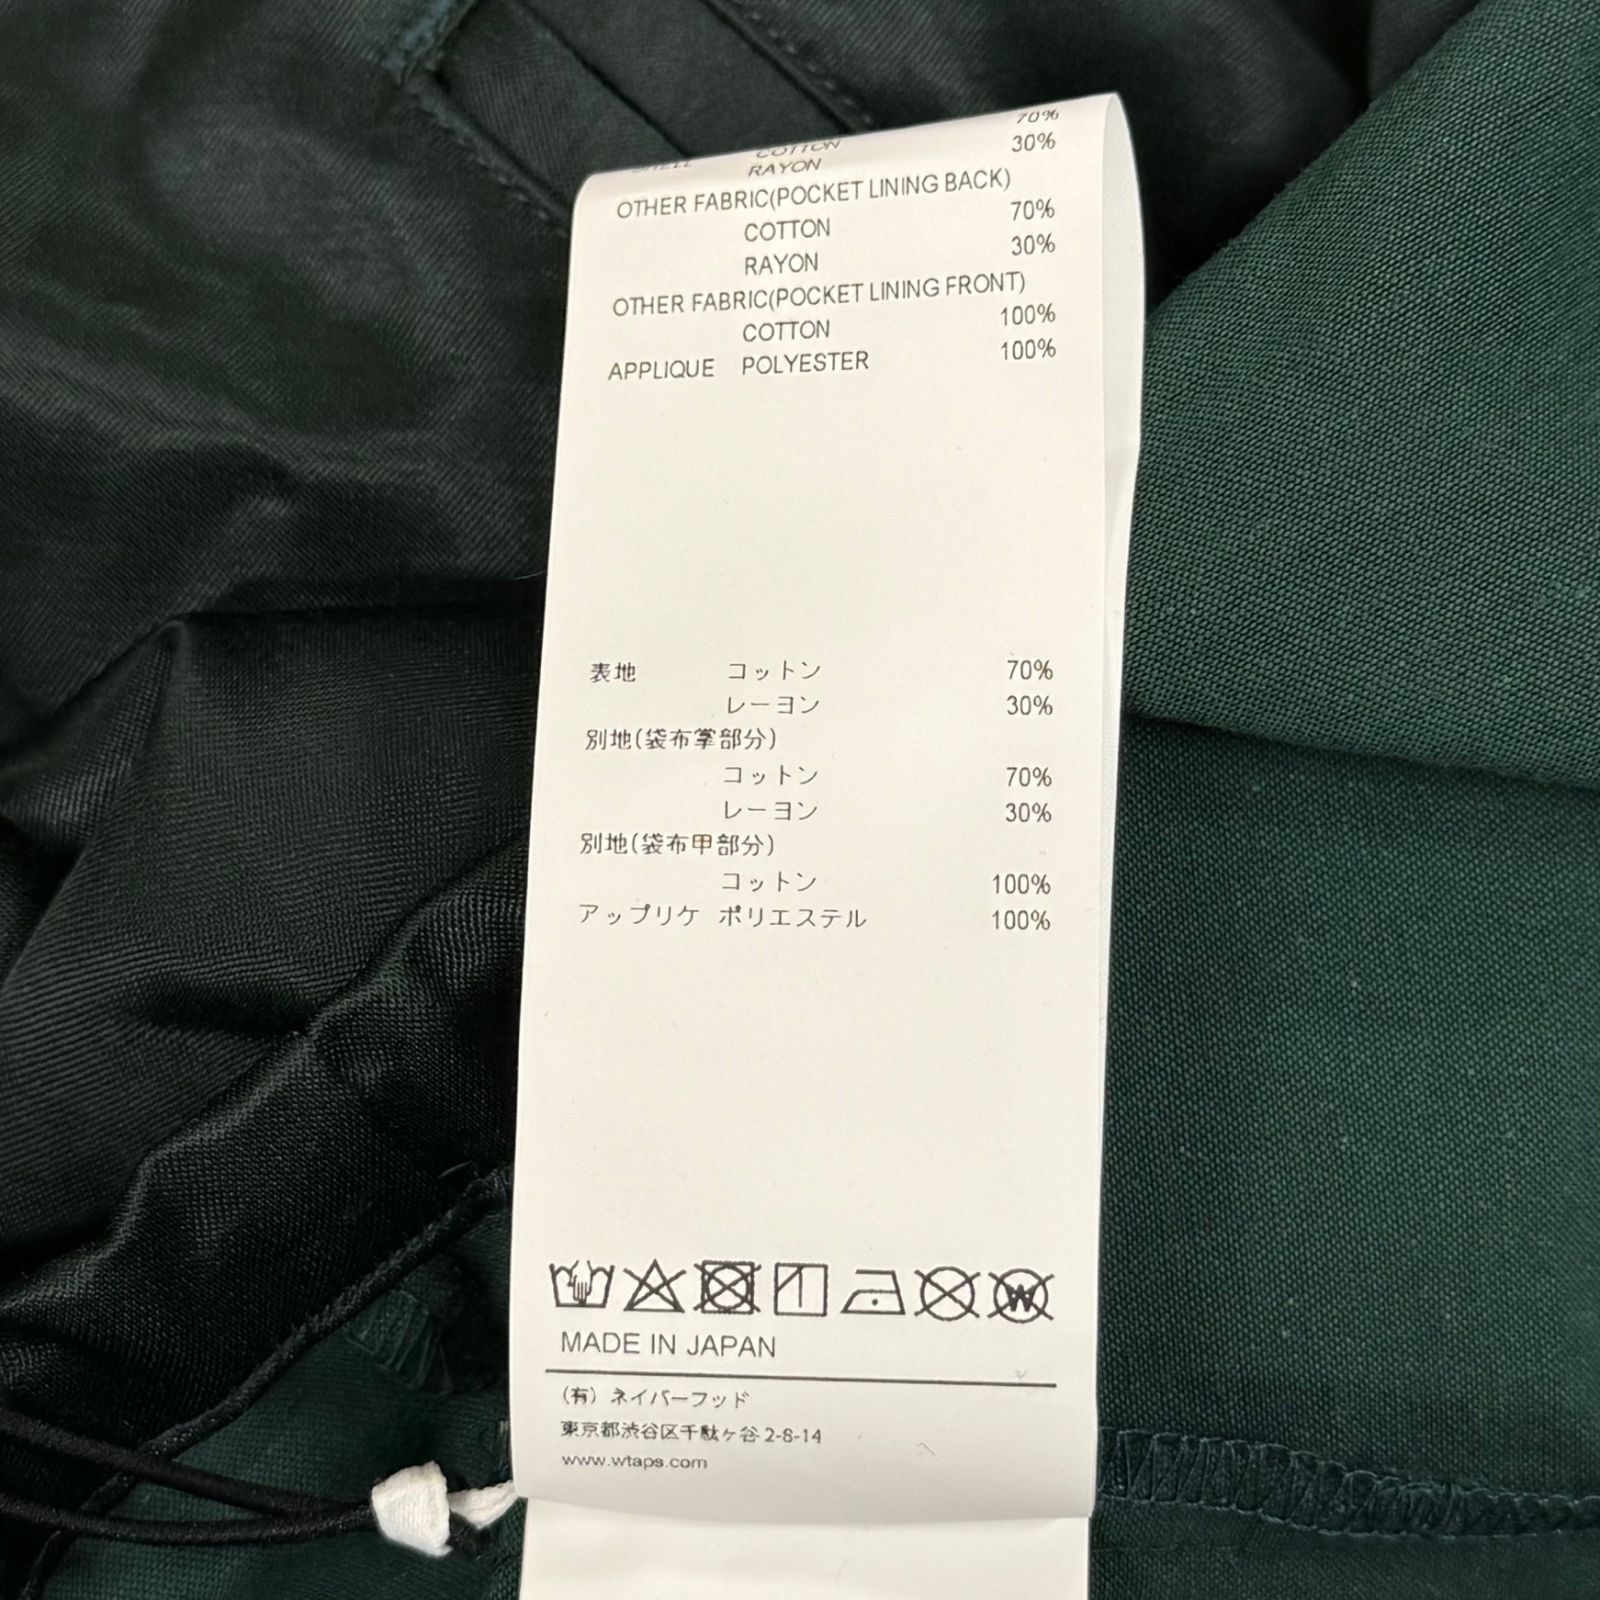 SHELL COTTON 70%
RAYON 30%
OTHER FABRIC(POCKET LINING BACK)
COTTON 70%
RAYON 30%
OTHER FABRIC(POCKET LINING FRONT)
COTTON 100%
APPLIQUE POLYESTER 100%
表地 コットン 70%
レーヨン 30%
別地(袋布掌部分)
コットン 70%
レーヨン 30%
別地(袋布甲部分)
コットン 100%
アップリケ ポリエステル 100%
W
MADE IN JAPAN
(有) ネイバーフッド
東京都渋谷区千駄ヶ谷 2-8-14
www.wtaps.com